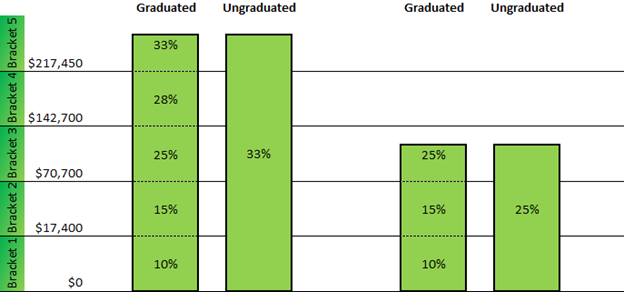 Graduated Ungraduated Graduated Ungraduated
Bracket 5
33%
$217,450
Bracket 4
28%
$142,700
Bracket 3
25% 33% 25%
$70,700
Bracket 2
15% 15% 25%
$17,400
Bracket 1
10% 10%
$0